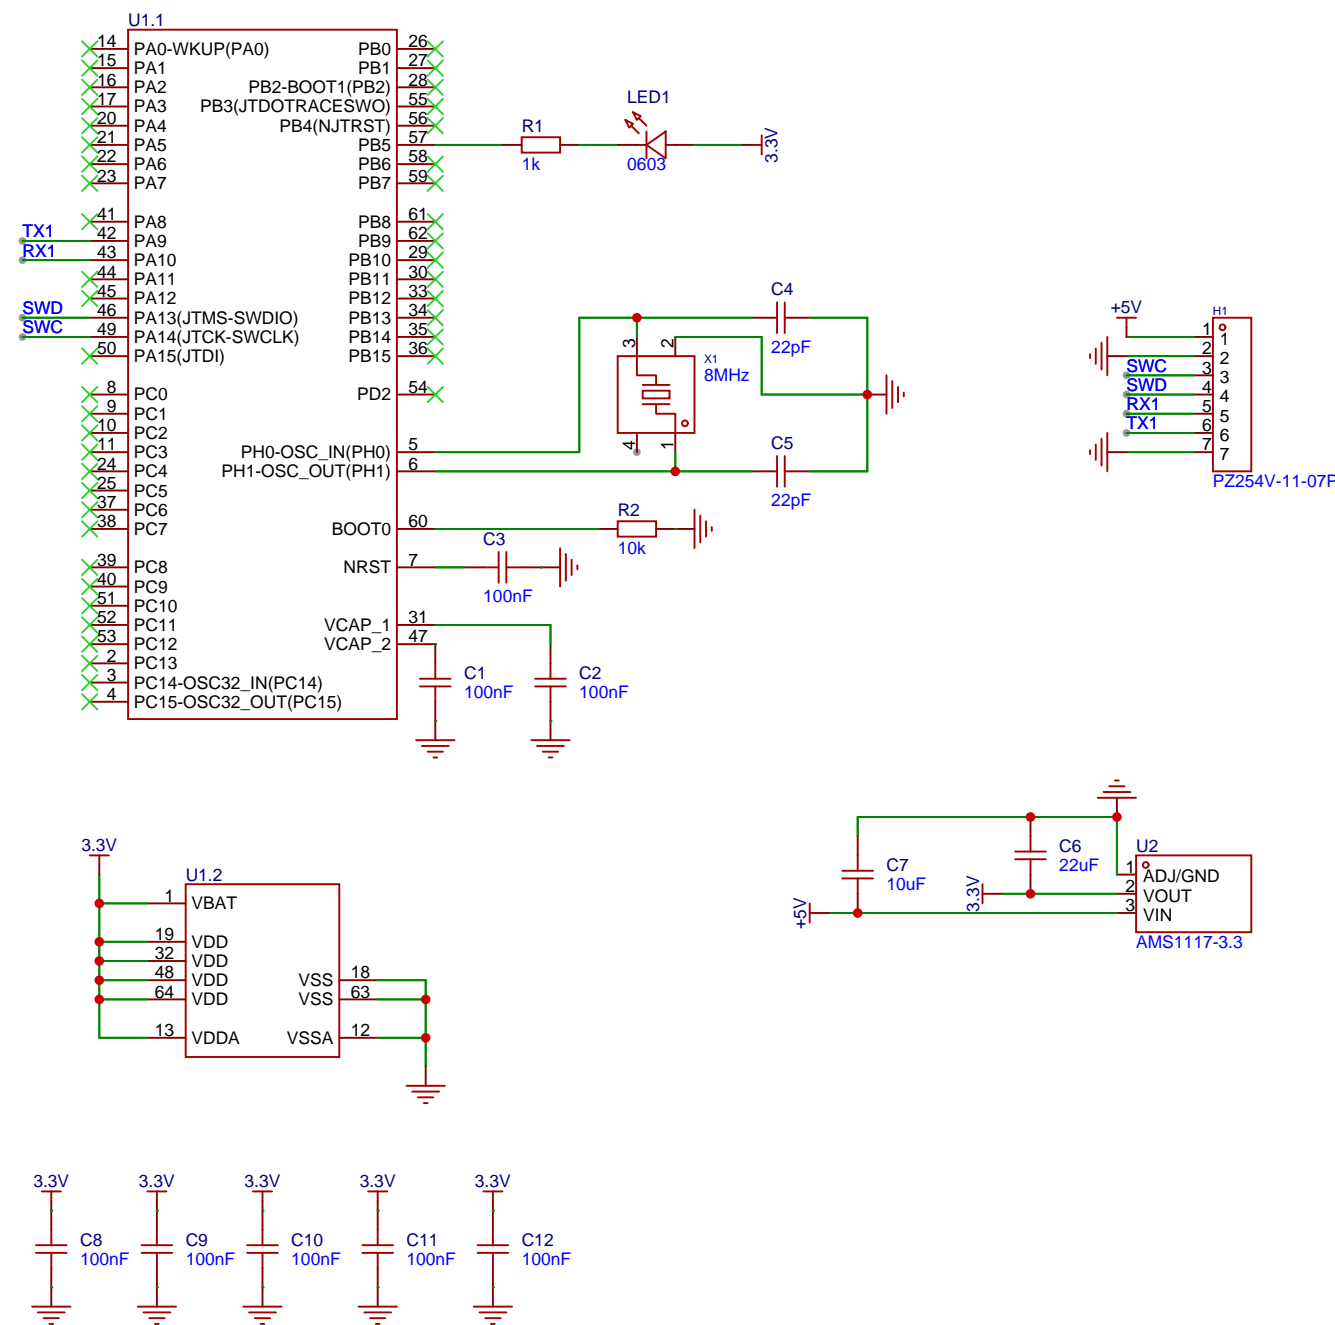 U1.1
14 PA0-WKUP(PA0) PB0 26
15 PA1 PB1 27
16 PA2 PB2-BOOT1(PB2) 28
17 PA3 PB3(JTDOTRACESWO) 55
20 PA4 PB4(NJTRST) 56
21 PA5 PB5 57
22 PA6 PB6 58
23 PA7 PB7 59
41 PA8 PB8 61
TX1 42 PA9 PB9 62
RX1 43 PA10 PB10 29
44 PA11 PB11 30
45 PA12 PB12 33
SWD 46 PA13(JTMS-SWDIO) PB13 34
SWC 49 PA14(JTCK-SWCLK) PB14 35
50 PA15(JTDI) PB15 36
8 PC0 PD2 54
9 PC1
10 PC2
11 PC3 PH0-OSC_IN(PH0) 5
24 PC4 PH1-OSC_OUT(PH1) 6
25 PC5
37 PC6
38 PC7 BOOT0 60
39 PC8 NRST 7
40 PC9
51 PC10
52 PC11 VCAP_1 31
53 PC12 VCAP_2 47
2 PC13
3 PC14-OSC32_IN(PC14)
4 PC15-OSC32_OUT(PC15)
R1
1k
LED1
0603
3.3V
C4
22pF
3 2
X1
8MHz
4 1
C5
22pF
R2
10k
C3
100nF
C1
100nF
C2
100nF
+5V
H1
1 1
2 2
SWC 3 3
SWD 4 4
RX1 5 5
TX1 6 6
7 7
PZ254V-11-07P
3.3V
U1.2
1 VBAT
19 VDD
32 VDD
48 VDD VSS 18
64 VDD VSS 63
13 VDDA VSSA 12
C7
10uF
C6
22uF
+5V
3.3V
U2
1 ADJ/GND
2 VOUT
3 VIN
AMS1117-3.3
3.3V 3.3V 3.3V 3.3V 3.3V
C8 C9 C10 C11 C12
100nF 100nF 100nF 100nF 100nF